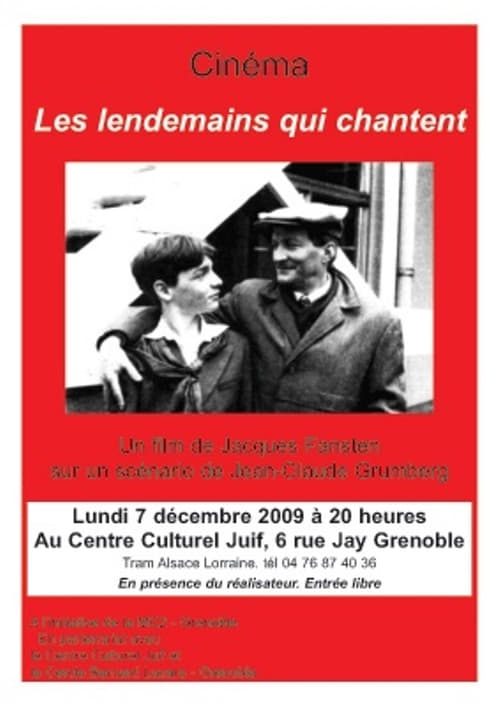 Cinéma
Les lendemains qui chantent
Un film de Jacques Fansten
sur un scénario de Jean-Claude Grumberg
Lundi 7 décembre 2009 à 20 heures
Au Centre Culturel Juif, 6 rue Jay Grenoble
Tram Alsace Lorraine. tél 04 76 87 40 36
En présence du réalisateur. Entrée libre
de la - Grenoble
En partenariat avec
le Centre Culturel Juif et
le Cercle Bernard Lazare - Grenoble